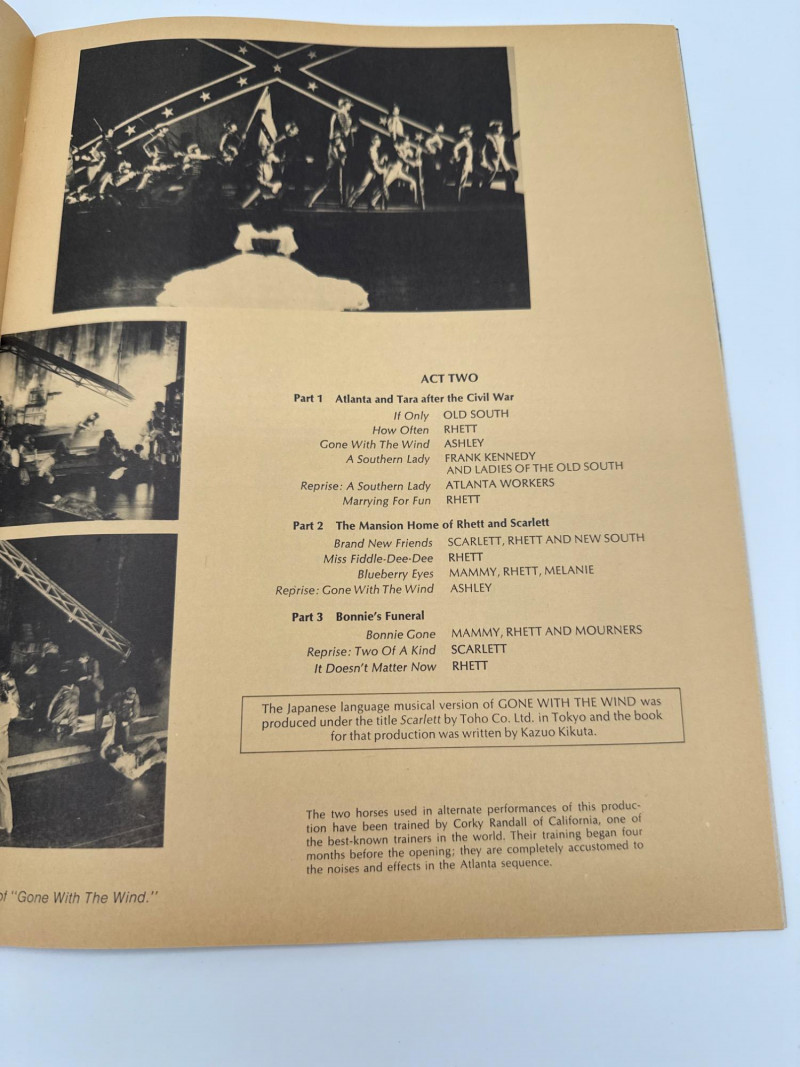 ACT TWO
Part 1 Atlanta and Tara after the Civil War
If Only OLD SOUTH
How Often RHETT
Gone With The Wind ASHLEY
A Southern Lady FRANK KENNEDY
AND LADIES OF THE OLD SOUTH
Reprise: A Southern Lady ATLANTA WORKERS
Marrying For Fun RHETT
Part 2 The Mansion Home of Rhett and Scarlett
Brand New Friends SCARLETT, RHETT AND NEW SOUTH
Miss Fiddle-Dee-Dee RHETT
Blueberry Eyes MAMMY, RHETT, MELANIE
Reprise: Gone With The Wind ASHLEY
Part 3 Bonnie's Funeral
Bonnie Gone MAMMY, RHETT AND MOURNERS
Reprise: Two Of A Kind SCARLETT
It Doesn't Matter Now RHETT
The Japanese language musical version of GONE WITH THE WIND was
produced under the title Scarlett by Toho Co. Ltd. in Tokyo and the book
for that production was written by Kazuo Kikuta.
The two horses used in alternate performances of this produc-
tion have been trained by Corky Randall of California, one of
the best-known trainers in the world. Their training began four
months before the opening; they are completely accustomed to
the noises and effects in the Atlanta sequence.
of "Gone With The Wind."